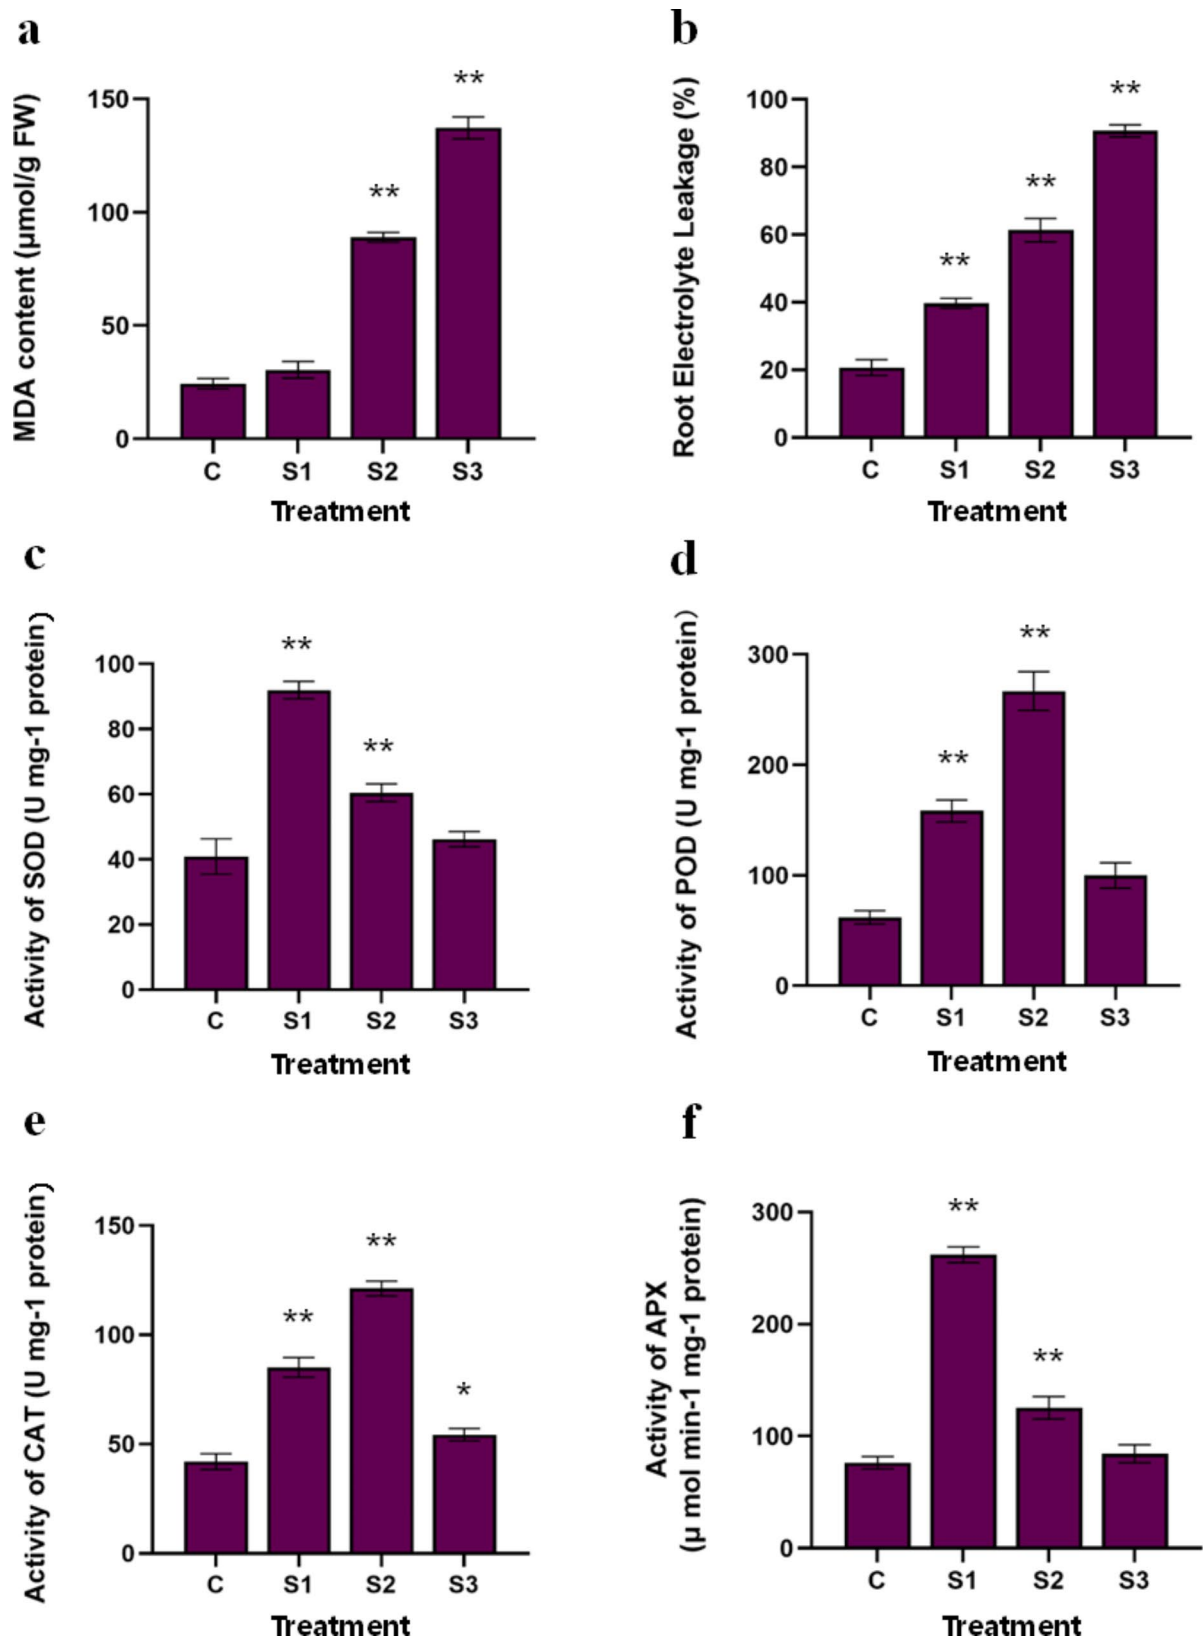 a
**
**
150
100
50
0
MDA content (μmol/g FW)
C S1 S2 S3
Treatment
b
**
**
**
100
80
60
40
20
0
Root Electrolyte Leakage (%)
C S1 S2 S3
Treatment
c
**
**
100
80
60
40
20
0
Activity of SOD (U mg-1 protein)
C S1 S2 S3
Treatment
d
**
**
300
200
100
0
Activity of POD (U mg-1 protein)
C S1 S2 S3
Treatment
e
**
**
*
150
100
50
0
Activity of CAT (U mg-1 protein)
C S1 S2 S3
Treatment
f
**
**
300
200
100
0
Activity of APX
(μ mol min-1 mg-1 protein)
C S1 S2 S3
Treatment